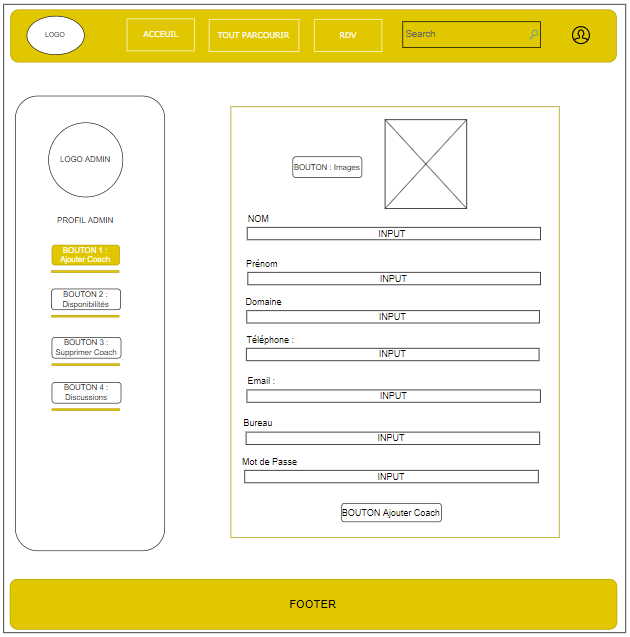 LOGO
ACCEUIL
TOUT PARCOURIR
RDV
Search
LOGO ADMIN
PROFIL ADMIN
BOUTON 1 :
Ajouter Coach
BOUTON 2 :
Disponibilités
BOUTON 3 :
Supprimer Coach
BOUTON 4 :
Discussions
BOUTON : Images
NOM
INPUT
Prénom
INPUT
Domaine
INPUT
Téléphone :
INPUT
Email :
INPUT
Bureau
INPUT
Mot de Passe
INPUT
BOUTON Ajouter Coach
FOOTER